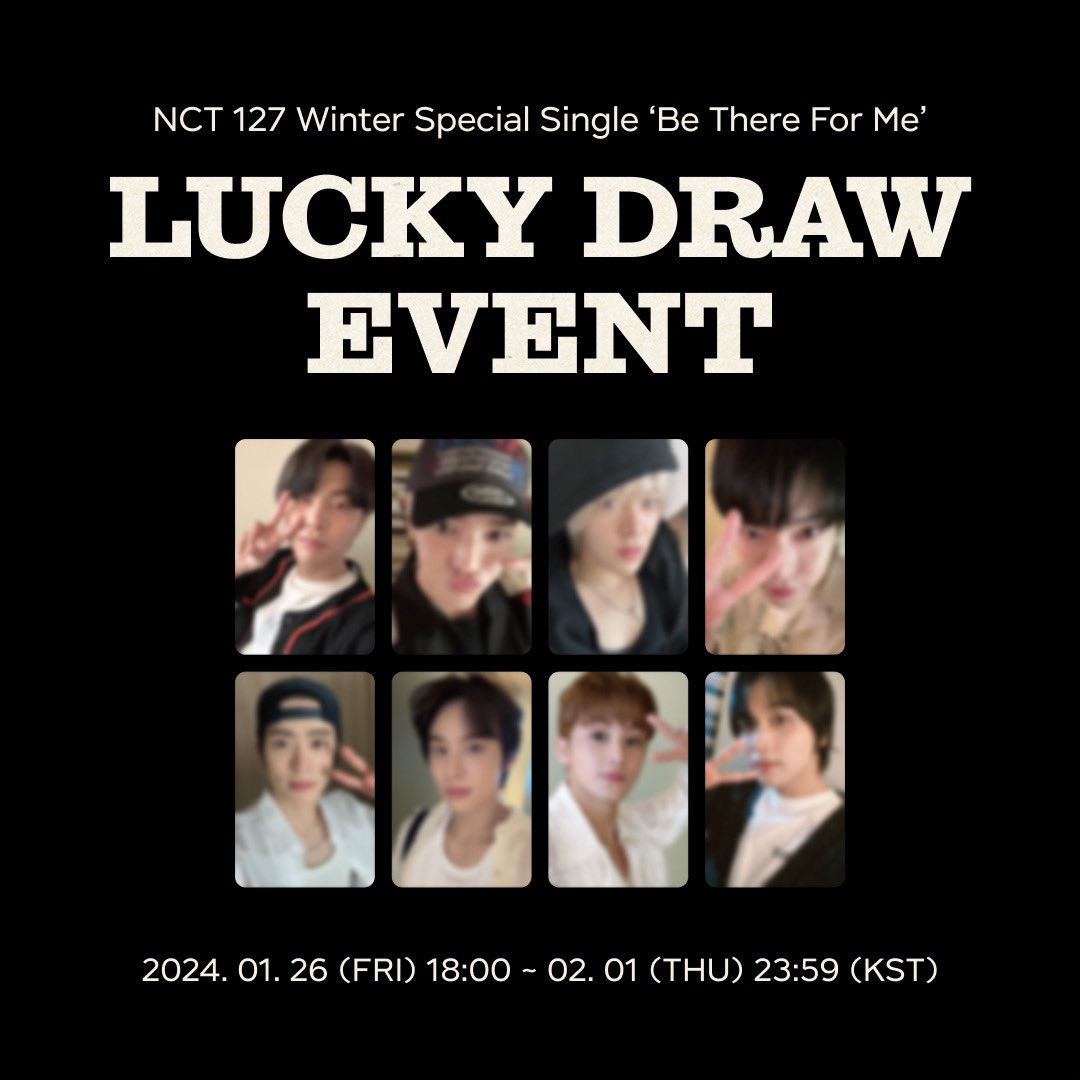 NCT 127 Winter Special Single ‘Be There For Me’
LUCKY DRAW
EVENT
2024. 01. 26 (FRI) 18:00 ~ 02. 01 (THU) 23:59 (KST)